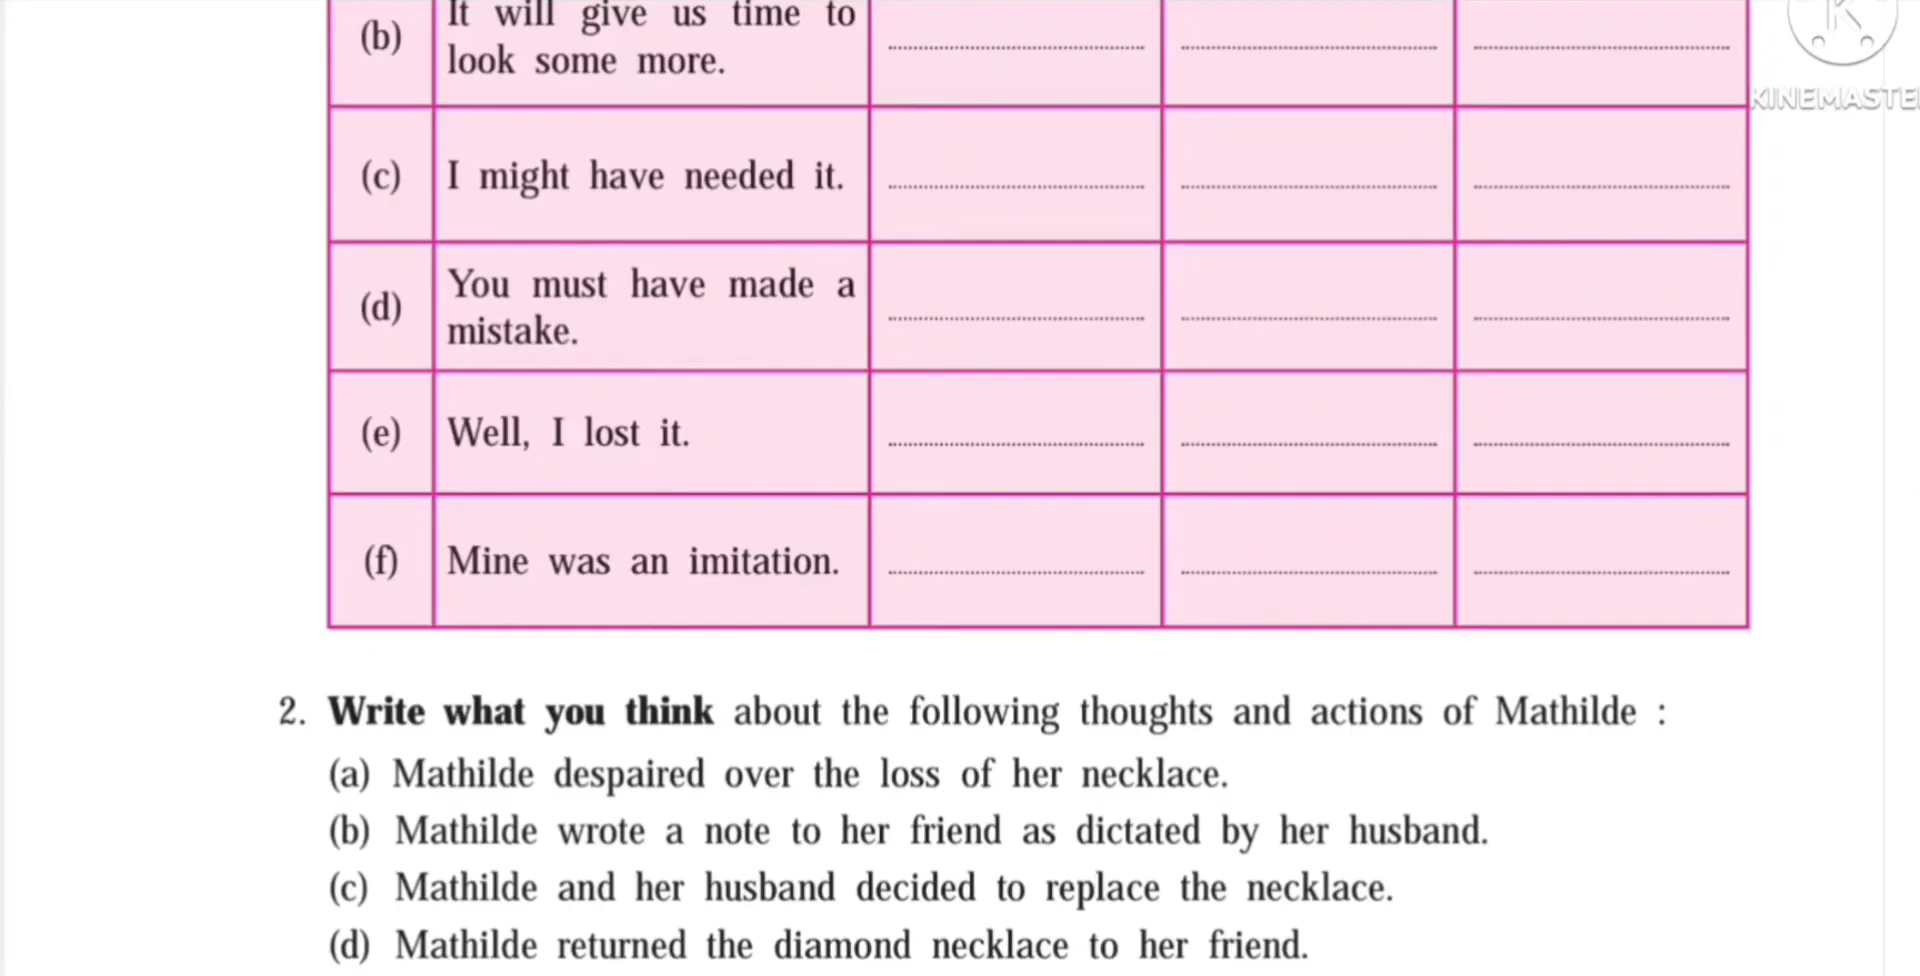 (b) It will give us time to
look some more.
KINEMASTER
(c) I might have needed it.
(d) You must have made a
mistake.
(e) Well, I lost it.
(f) Mine was an imitation.
2. Write what you think about the following thoughts and actions of Mathilde :
(a) Mathilde despaired over the loss of her necklace.
(b) Mathilde wrote a note to her friend as dictated by her husband.
(c) Mathilde and her husband decided to replace the necklace.
(d) Mathilde returned the diamond necklace to her friend.